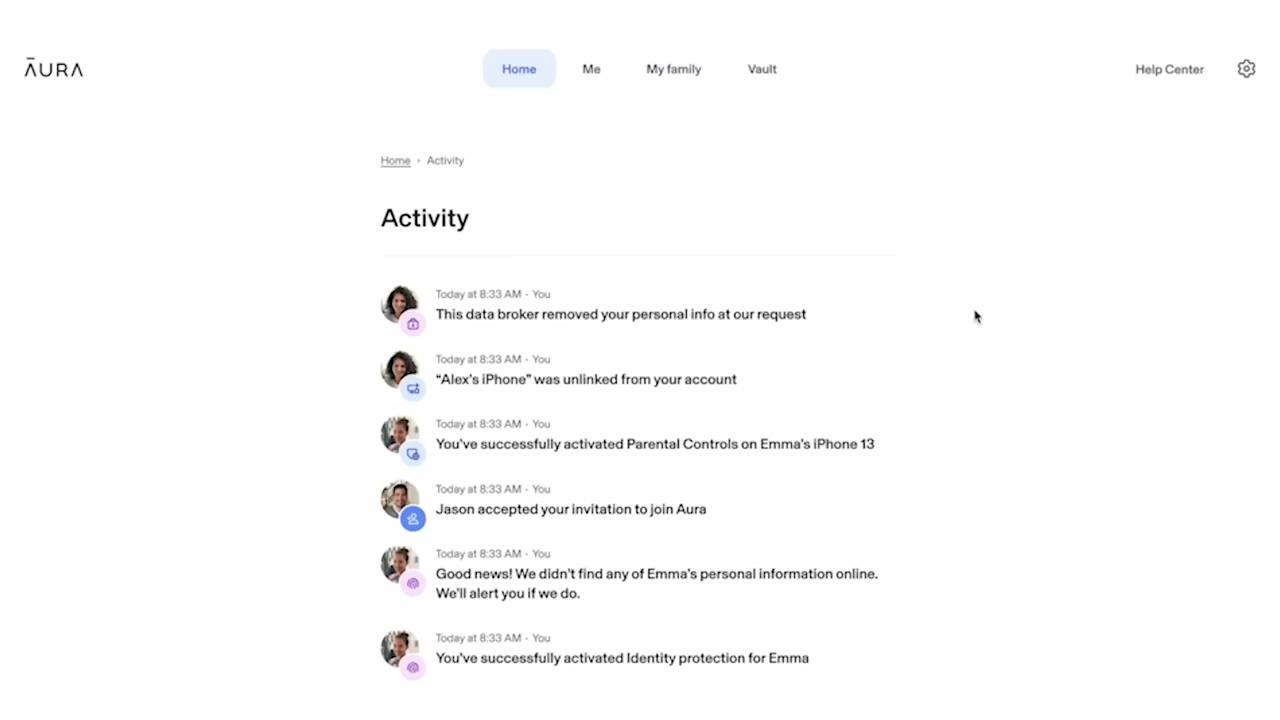 ĀURA
Home
Me
My family
Vault
Help Center
Home › Activity
Activity
Today at 8:33 AM · You
This data broker removed your personal info at our request
Today at 8:33 AM · You
“Alex’s iPhone” was unlinked from your account
Today at 8:33 AM · You
You’ve successfully activated Parental Controls on Emma’s iPhone 13
Today at 8:33 AM · You
Jason accepted your invitation to join Aura
Today at 8:33 AM · You
Good news! We didn’t find any of Emma’s personal information online.
We’ll alert you if we do.
Today at 8:33 AM · You
You’ve successfully activated Identity protection for Emma